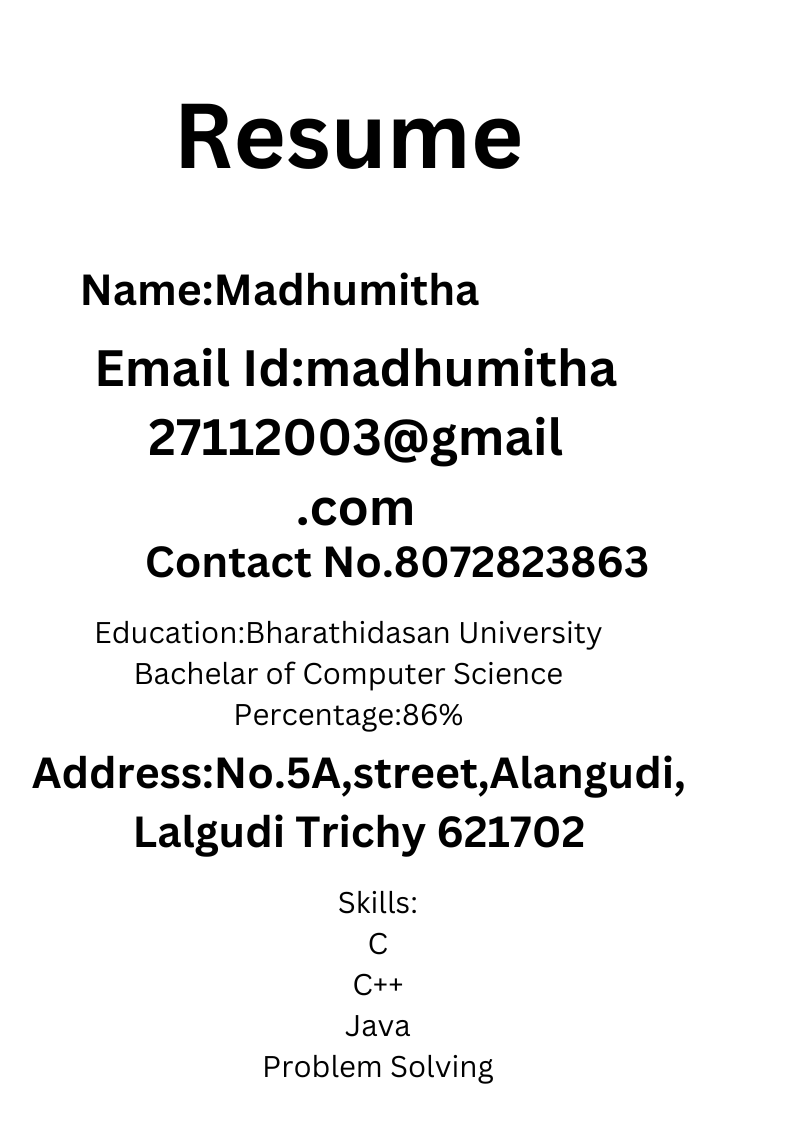 Resume
Name:Madhumitha
Email Id:madhumitha
27112003@gmail
.com
Contact No.8072823863
Education:Bharathidasan University
Bachelar of Computer Science
Percentage:86%
Address:No.5A,street,Alangudi,
Lalgudi Trichy 621702
Skills:
C
C++
Java
Problem Solving